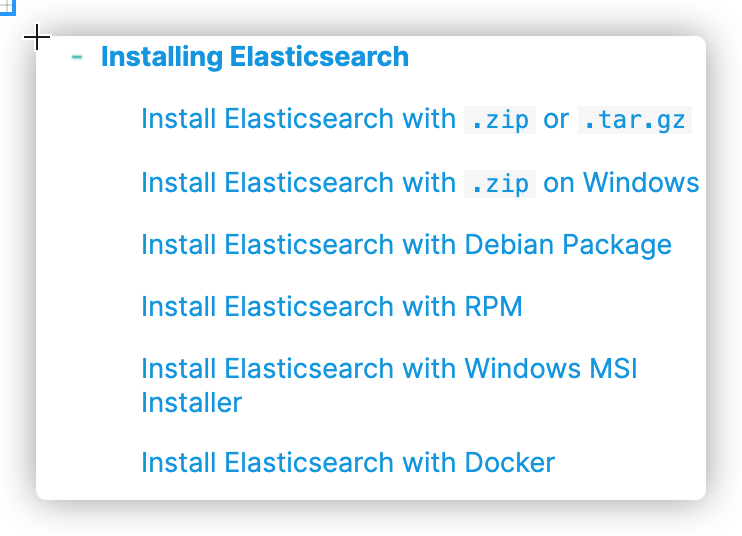 - Installing Elasticsearch
Install Elasticsearch with .zip or .tar.gz
Install Elasticsearch with .zip on Windows
Install Elasticsearch with Debian Package
Install Elasticsearch with RPM
Install Elasticsearch with Windows MSI
Installer
Install Elasticsearch with Docker